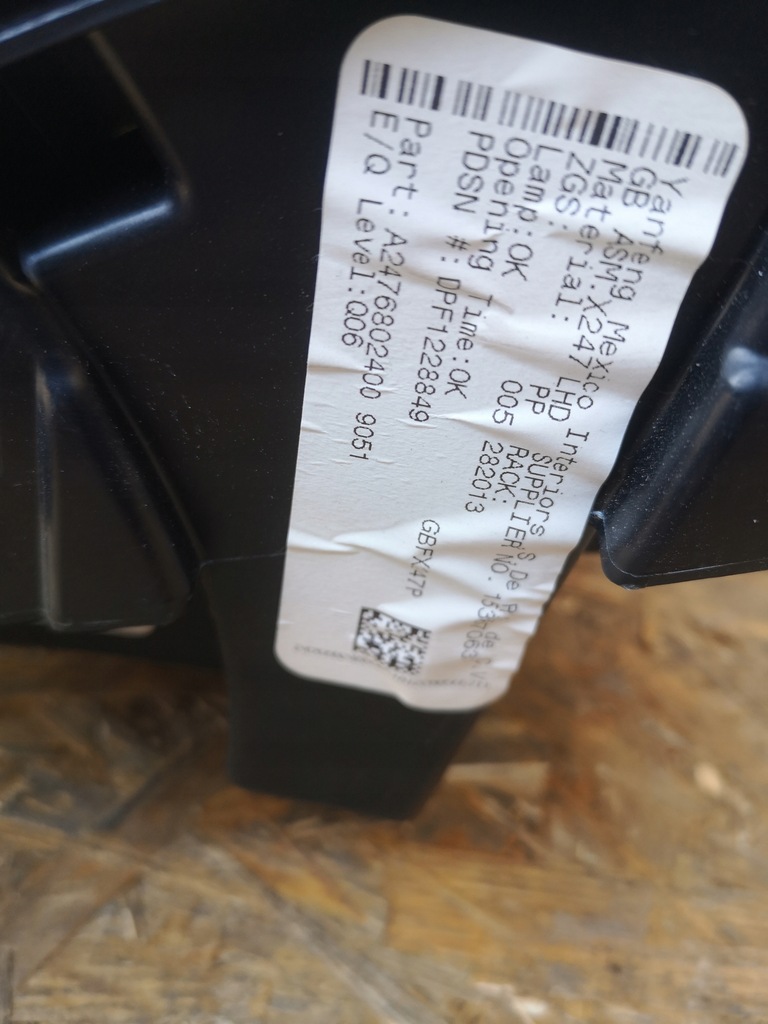 Yanfeng Mexico Interiors S De
GB ASM:X247 LHD SUPPLIER NO.
Material: PP RACK: 282013
ZGS: 005
Lamp:OK
Opening Time:OK
PDSN #: DPF1228849
Part: A2476802400 9051
E/Q Level:Q06
GBFX47P